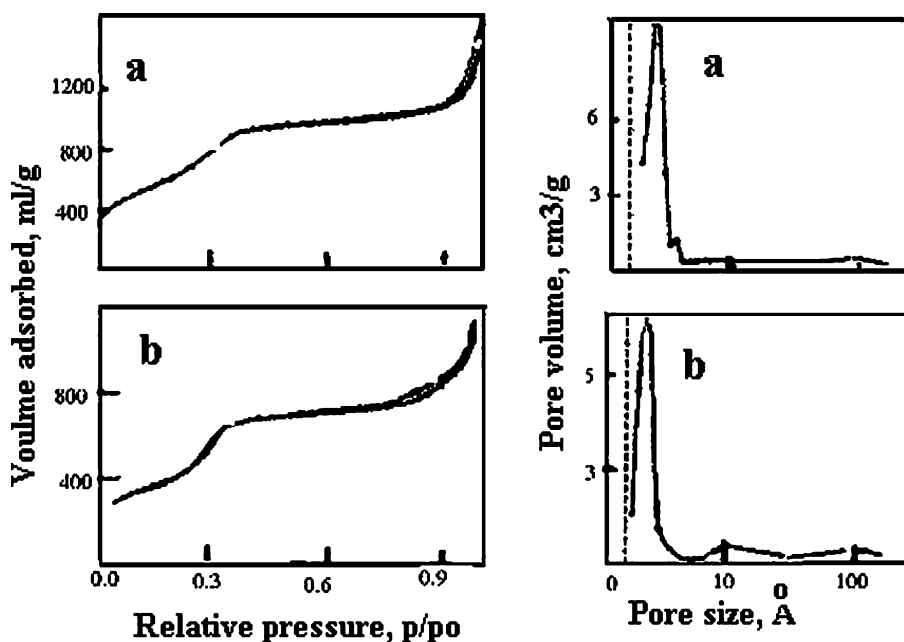 a
1200
800
400
b
800
400
0.0 0.3 0.6 0.9
Relative pressure, p/po
Voulme adsorbed, ml/g
a
6
3
b
5
3
0 10 100
Pore size, Å
Pore volume, cm3/g